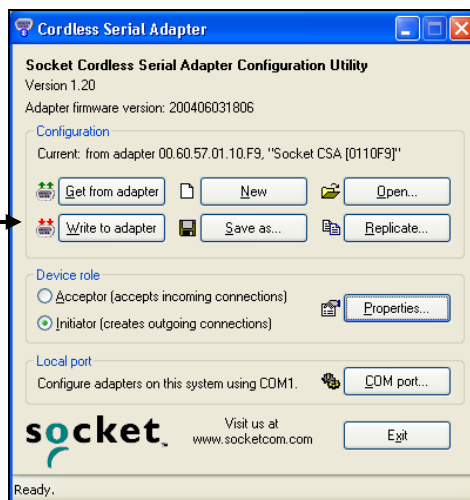 Cordless Serial Adapter
Socket Cordless Serial Adapter Configuration Utility
Version 1.20
Adapter firmware version: 200406031806
Configuration
Current: from adapter 00.60.57.01.10.F9, "Socket CSA [0110F9]"
Get from adapter New Open...
Write to adapter Save as... Replicate...
Device role
Acceptor (accepts incoming connections)
Properties...
Initiator (creates outgoing connections)
Local port
Configure adapters on this system using COM1. COM port...
socket™
Visit us at
www.socketcom.com
Exit
Ready.